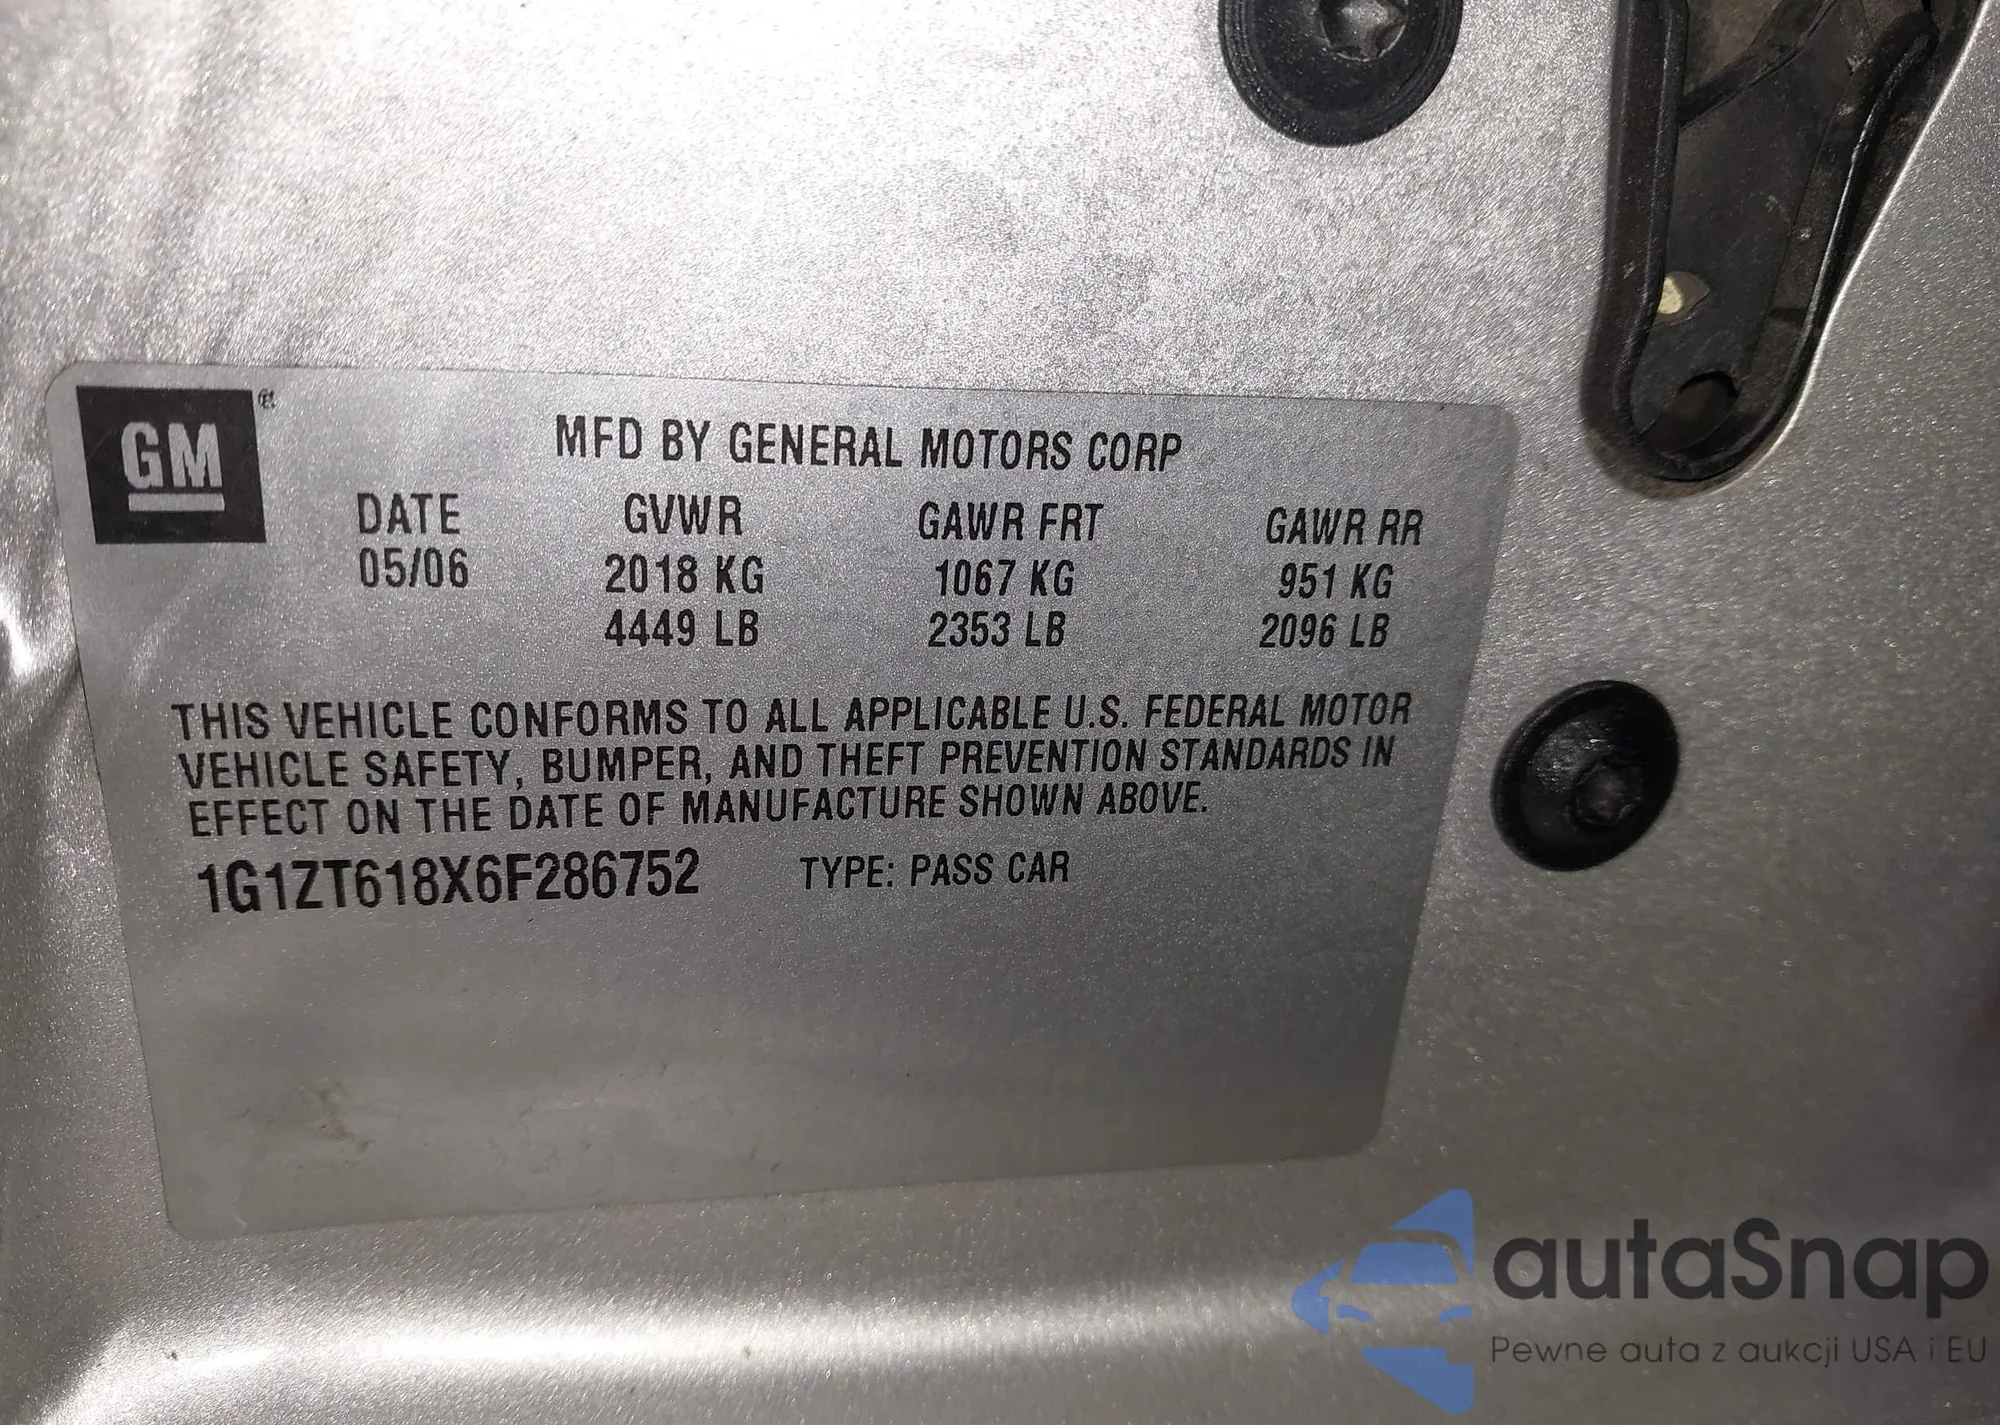 GM ®
MFD BY GENERAL MOTORS CORP
DATE GVWR GAWR FRT GAWR RR
05/06 2018 KG 1067 KG 951 KG
4449 LB 2353 LB 2096 LB
THIS VEHICLE CONFORMS TO ALL APPLICABLE U.S. FEDERAL MOTOR
VEHICLE SAFETY, BUMPER, AND THEFT PREVENTION STANDARDS IN
EFFECT ON THE DATE OF MANUFACTURE SHOWN ABOVE.
1G1ZT618X6F286752 TYPE: PASS CAR
autaSnap
Pewne auta z aukcji USA i EU